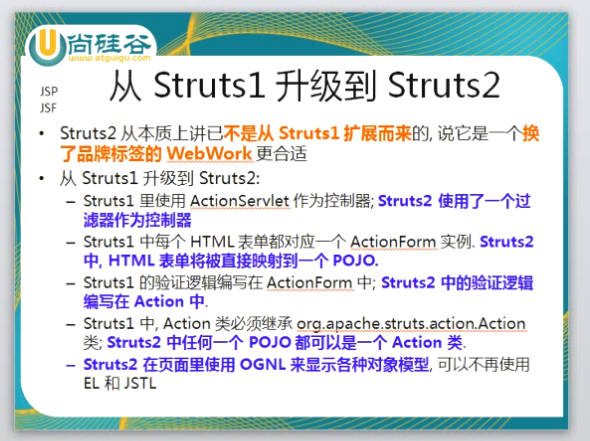 尚硅谷
www.atguigu.com
JSP
JSF
从 Struts1 升级到 Struts2
• Struts2 从本质上讲已不是从 Struts1 扩展而来的, 说它是一个换
了品牌标签的 WebWork 更合适
• 从 Struts1 升级到 Struts2:
– Struts1 里使用 ActionServlet 作为控制器; Struts2 使用了一个过
滤器作为控制器
– Struts1 中每个 HTML 表单都对应一个 ActionForm 实例. Struts2
中, HTML 表单将被直接映射到一个 POJO.
– Struts1 的验证逻辑编写在 ActionForm 中; Struts2 中的验证逻辑
编写在 Action 中.
– Struts1 中, Action 类必须继承 org.apache.struts.action.Action
类; Struts2 中任何一个 POJO 都可以是一个 Action 类.
– Struts2 在页面里使用 OGNL 来显示各种对象模型, 可以不再使用
EL 和 JSTL